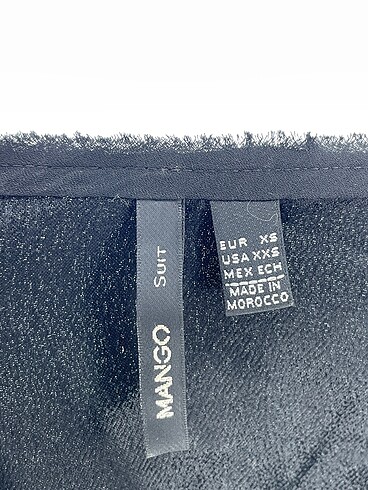 MANGO SUIT
EUR XS
USA XXS
MEX ECH
MADE IN
MOROCCO